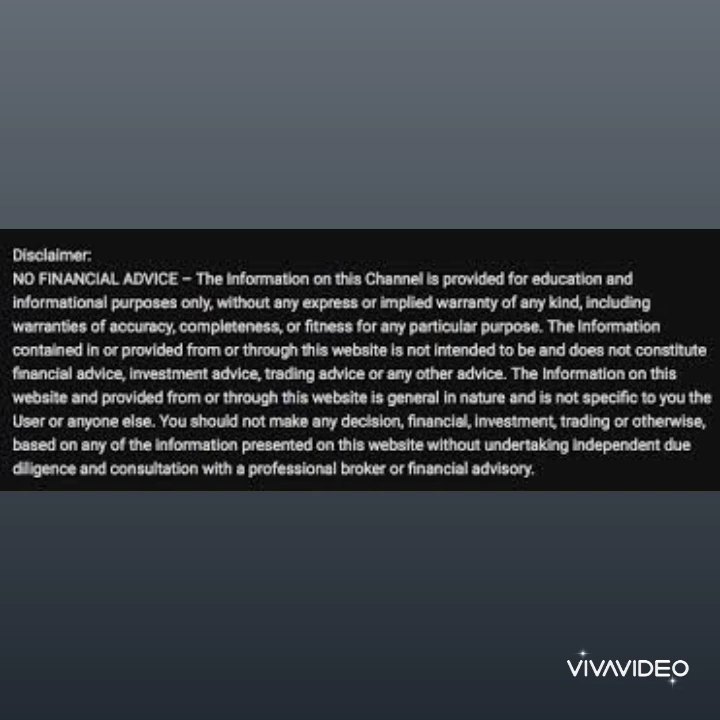 Disclaimer:
NO FINANCIAL ADVICE – The Information on this Channel is provided for education and
informational purposes only, without any express or implied warranty of any kind, including
warranties of accuracy, completeness, or fitness for any particular purpose. The Information
contained in or provided from or through this website is not intended to be and does not constitute
financial advice, investment advice, trading advice or any other advice. The Information on this
website and provided from or through this website is general in nature and is not specific to you the
User or anyone else. You should not make any decision, financial, investment, trading or otherwise,
based on any of the information presented on this website without undertaking independent due
diligence and consultation with a professional broker or financial advisory.
VIVAVIDEO